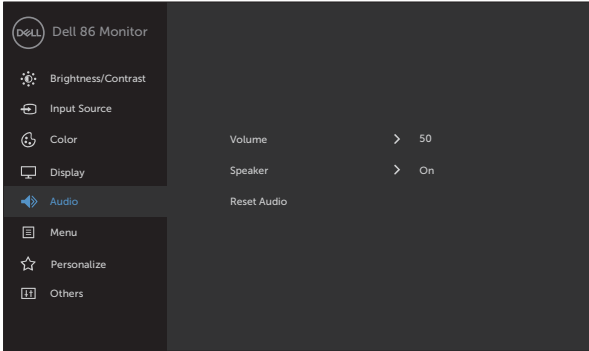 DELL Dell 86 Monitor
Brightness/Contrast
Input Source
Color
Display
Audio
Menu
Personalize
Others
Volume 50
Speaker On
Reset Audio